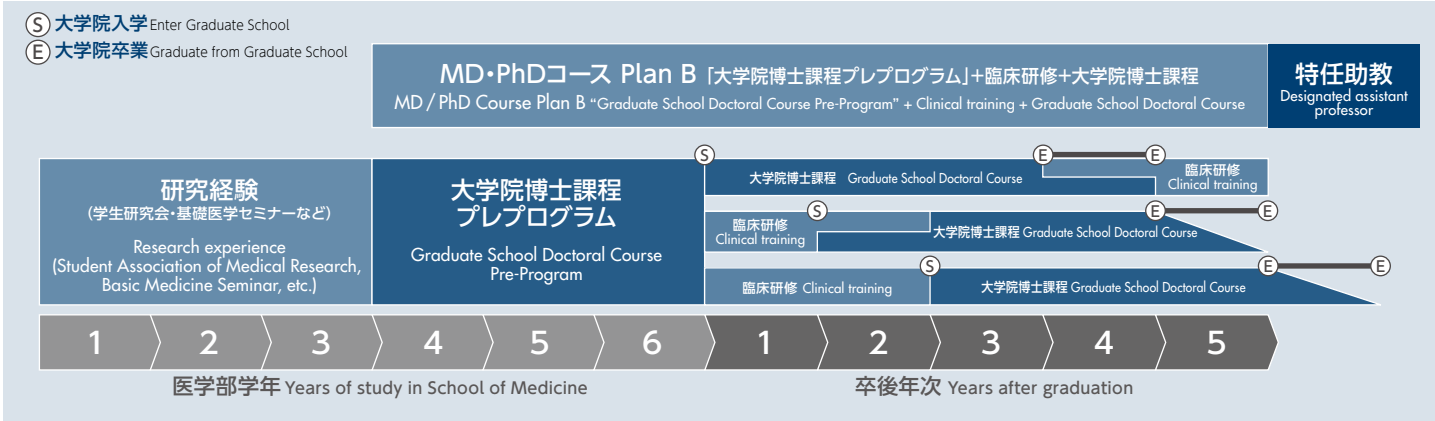 S 大学院入学 Enter Graduate School
E 大学院卒業 Graduate from Graduate School
MD・PhDコース Plan B 「大学院博士課程プレプログラム」+臨床研修+大学院博士課程
MD / PhD Course Plan B “Graduate School Doctoral Course Pre-Program” + Clinical training + Graduate School Doctoral Course
特任助教
Designated assistant
professor
研究経験
(学生研究会・基礎医学セミナーなど)
Research experience
(Student Association of Medical Research,
Basic Medicine Seminar, etc.)
大学院博士課程
プレプログラム
Graduate School Doctoral Course
Pre-Program
S
E
E
大学院博士課程 Graduate School Doctoral Course
臨床研修
Clinical training
臨床研修
Clinical training
S
E
E
大学院博士課程 Graduate School Doctoral Course
臨床研修 Clinical training
S
E
E
大学院博士課程 Graduate School Doctoral Course
1 2 3 4 5 6 1 2 3 4 5
医学部学年 Years of study in School of Medicine
卒後年次 Years after graduation